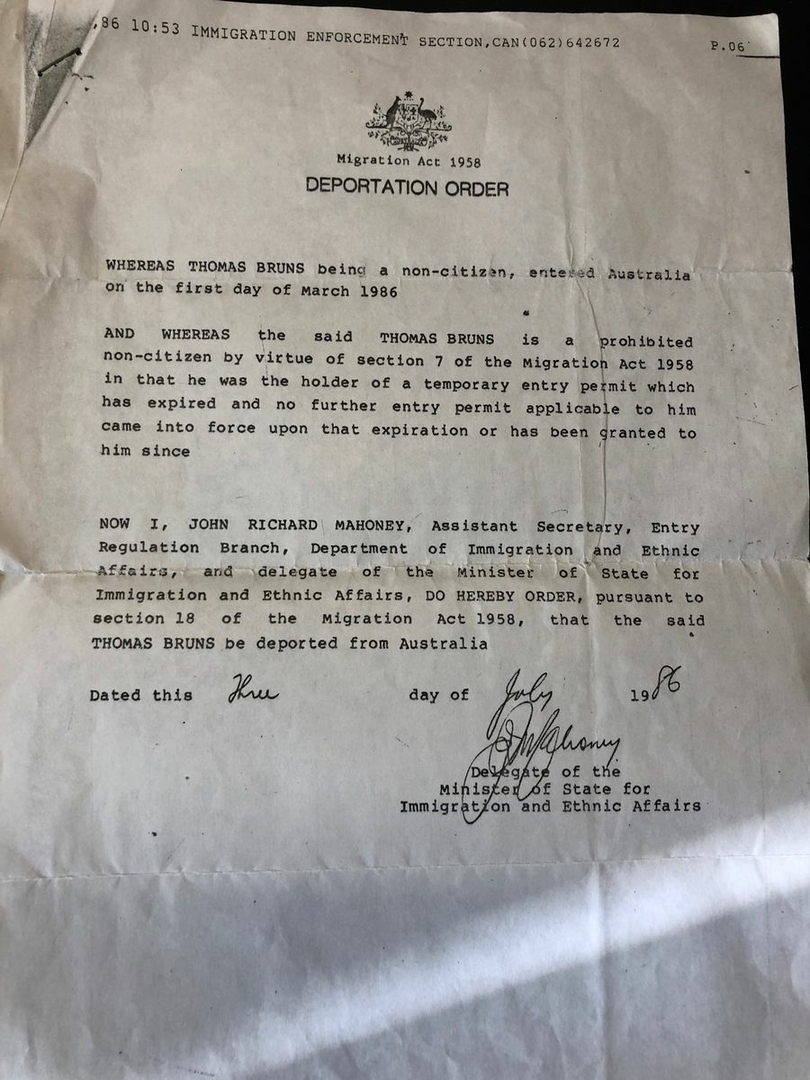 ,86 10:53 IMMIGRATION ENFORCEMENT SECTION,CAN(062)642672 P.06
Migration Act 1958
DEPORTATION ORDER
WHEREAS THOMAS BRUNS being a non-citizen, entered Australia
on the first day of March 1986
AND WHEREAS the said THOMAS BRUNS is a prohibited
non-citizen by virtue of section 7 of the Migration Act 1958
in that he was the holder of a temporary entry permit which
has expired and no further entry permit applicable to him
came into force upon that expiration or has been granted to
him since
NOW I, JOHN RICHARD MAHONEY, Assistant Secretary, Entry
Regulation Branch, Department of Immigration and Ethnic
Affairs, and delegate of the Minister of State for
Immigration and Ethnic Affairs, DO HEREBY ORDER, pursuant to
section 18 of the Migration Act 1958, that the said
THOMAS BRUNS be deported from Australia
Dated this Three day of July 1986
JRMahoney
Delegate of the
Minister of State for
Immigration and Ethnic Affairs